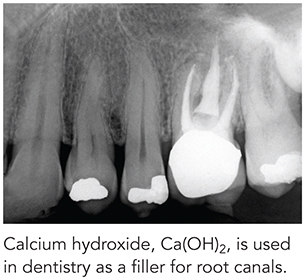 Calcium hydroxide, Ca(OH)₂, is used
in dentistry as a filler for root canals.